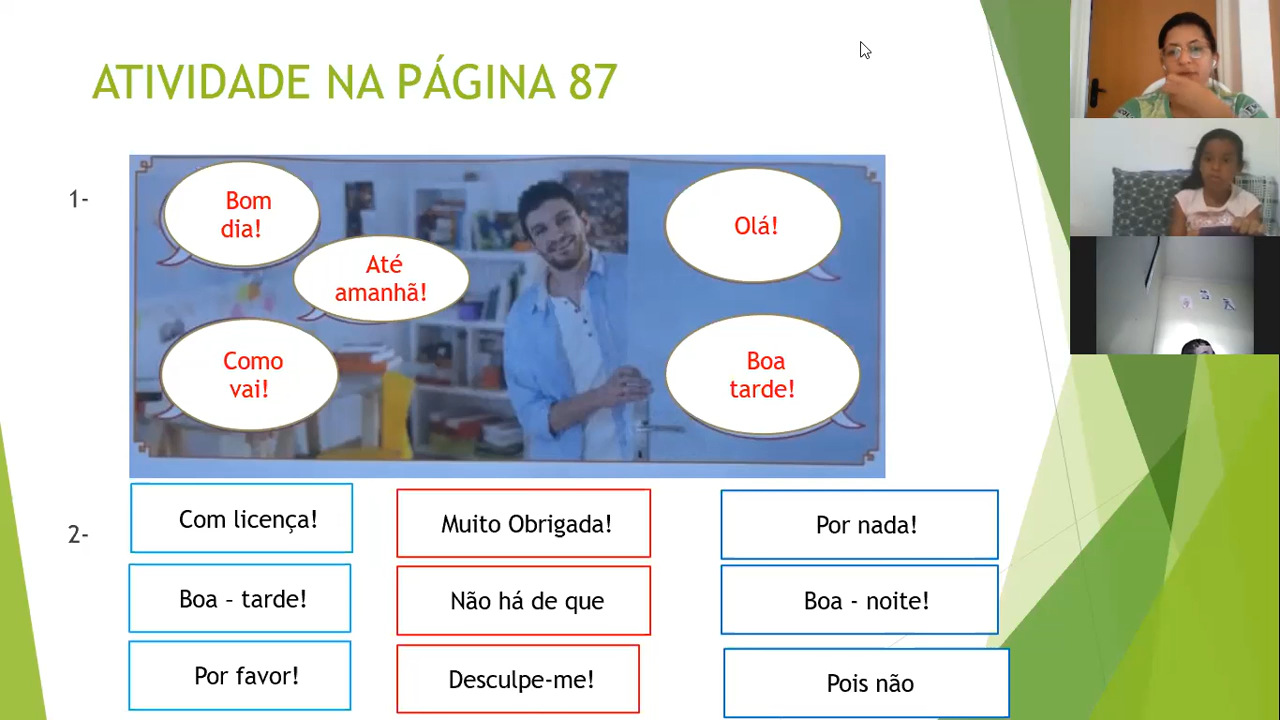 ATIVIDADE NA PÁGINA 87
1-
Bom
dia!
Até
amanhã!
Como
vai!
Olá!
Boa
tarde!
2-
Com licença!
Muito Obrigada!
Por nada!
Boa – tarde!
Não há de que
Boa - noite!
Por favor!
Desculpe-me!
Pois não